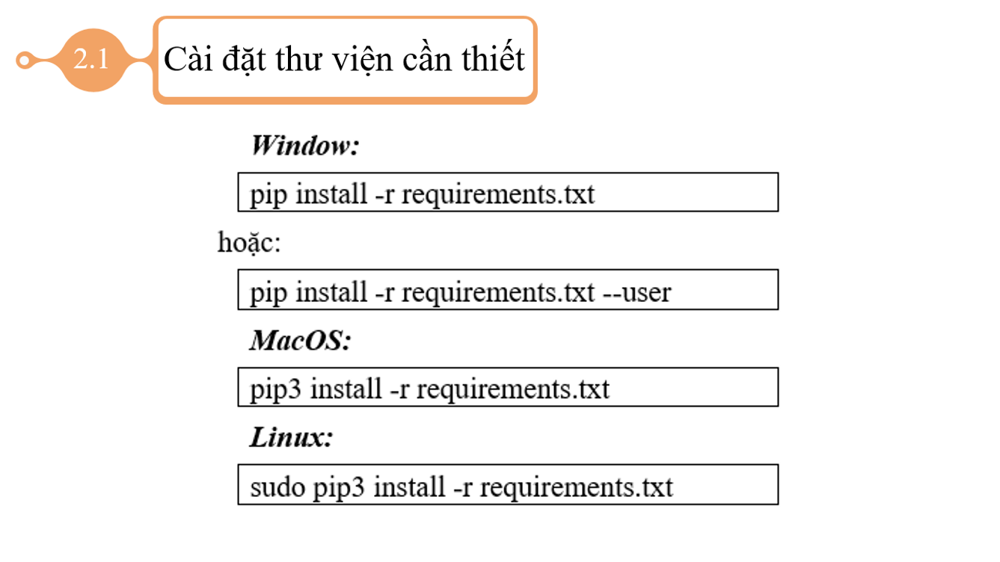 2.1
Cài đặt thư viện cần thiết
Window:
pip install -r requirements.txt
hoặc:
pip install -r requirements.txt --user
MacOS:
pip3 install -r requirements.txt
Linux:
sudo pip3 install -r requirements.txt